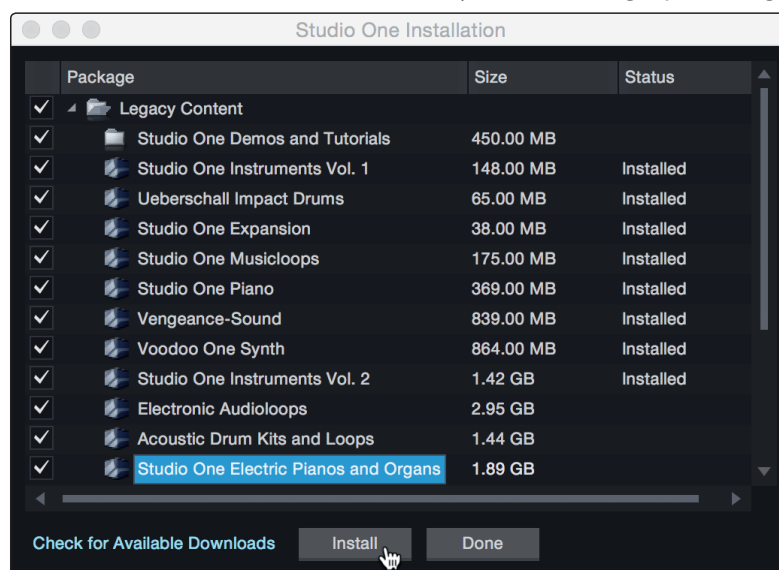 Studio One Installation
Package Size Status
Legacy Content
Studio One Demos and Tutorials 450.00 MB
Studio One Instruments Vol. 1 148.00 MB Installed
Ueberschall Impact Drums 65.00 MB Installed
Studio One Expansion 38.00 MB Installed
Studio One Musicloops 175.00 MB Installed
Studio One Piano 369.00 MB Installed
Vengeance-Sound 839.00 MB Installed
Voodoo One Synth 864.00 MB Installed
Studio One Instruments Vol. 2 1.42 GB Installed
Electronic Audioloops 2.95 GB
Acoustic Drum Kits and Loops 1.44 GB
Studio One Electric Pianos and Organs 1.89 GB
Check for Available Downloads Install Done